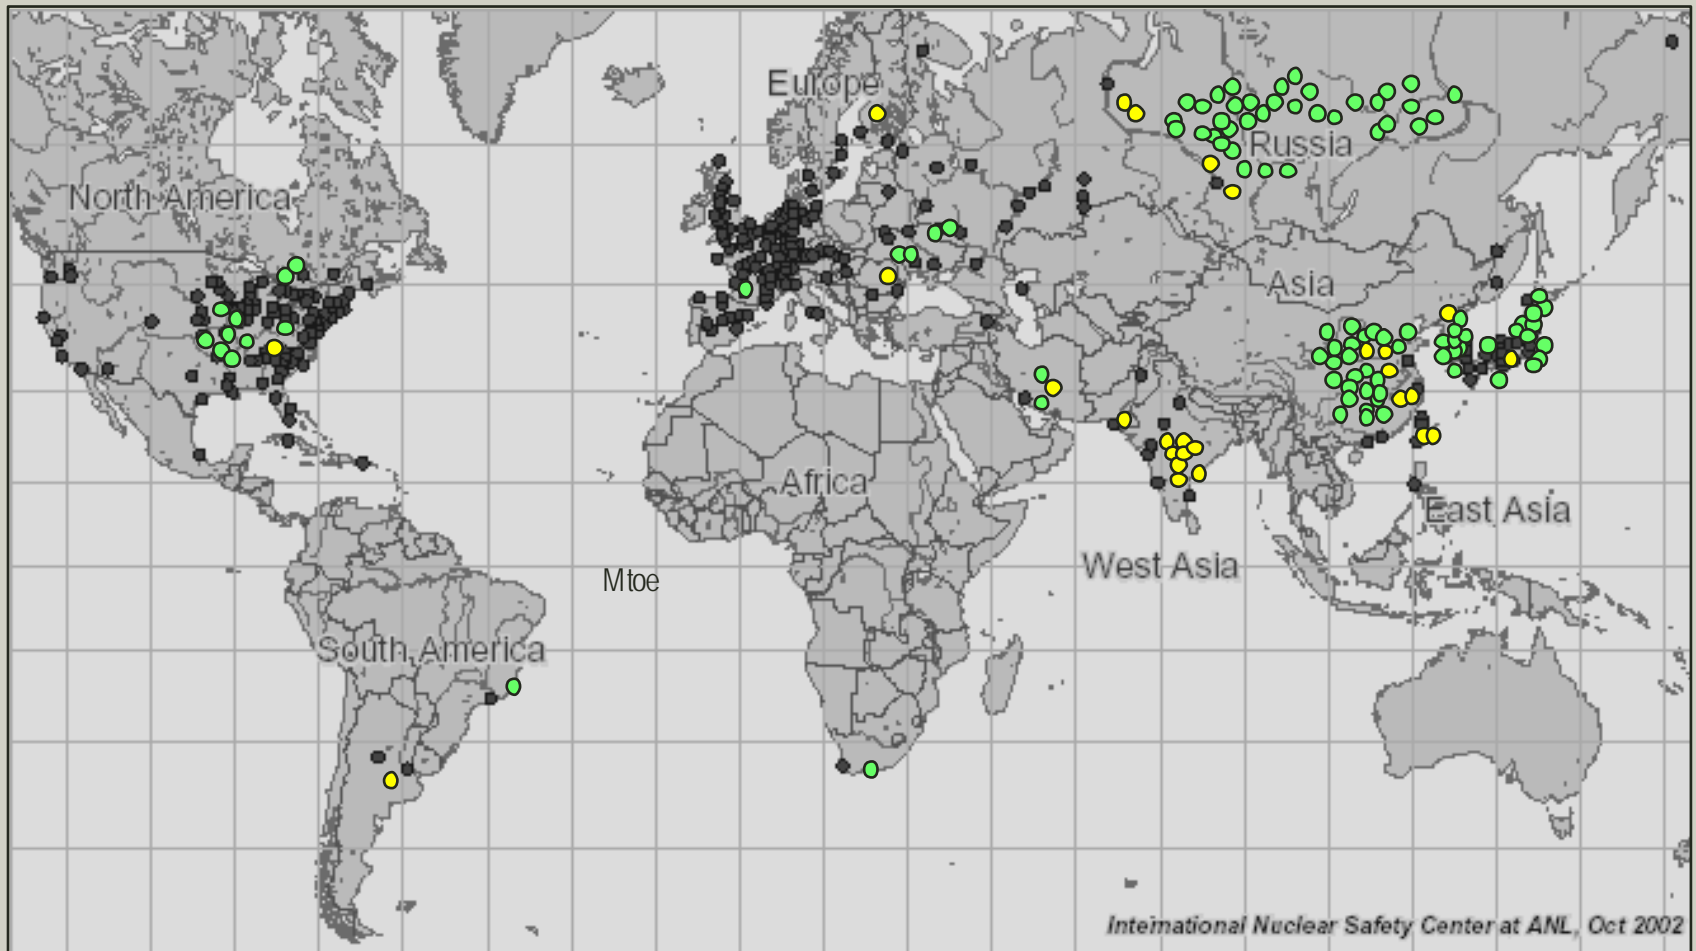 Europe
Russia
North America
Asia
Africa
East Asia
West Asia
Mtoe
South America
International Nuclear Safety Center at ANL, Oct 2002